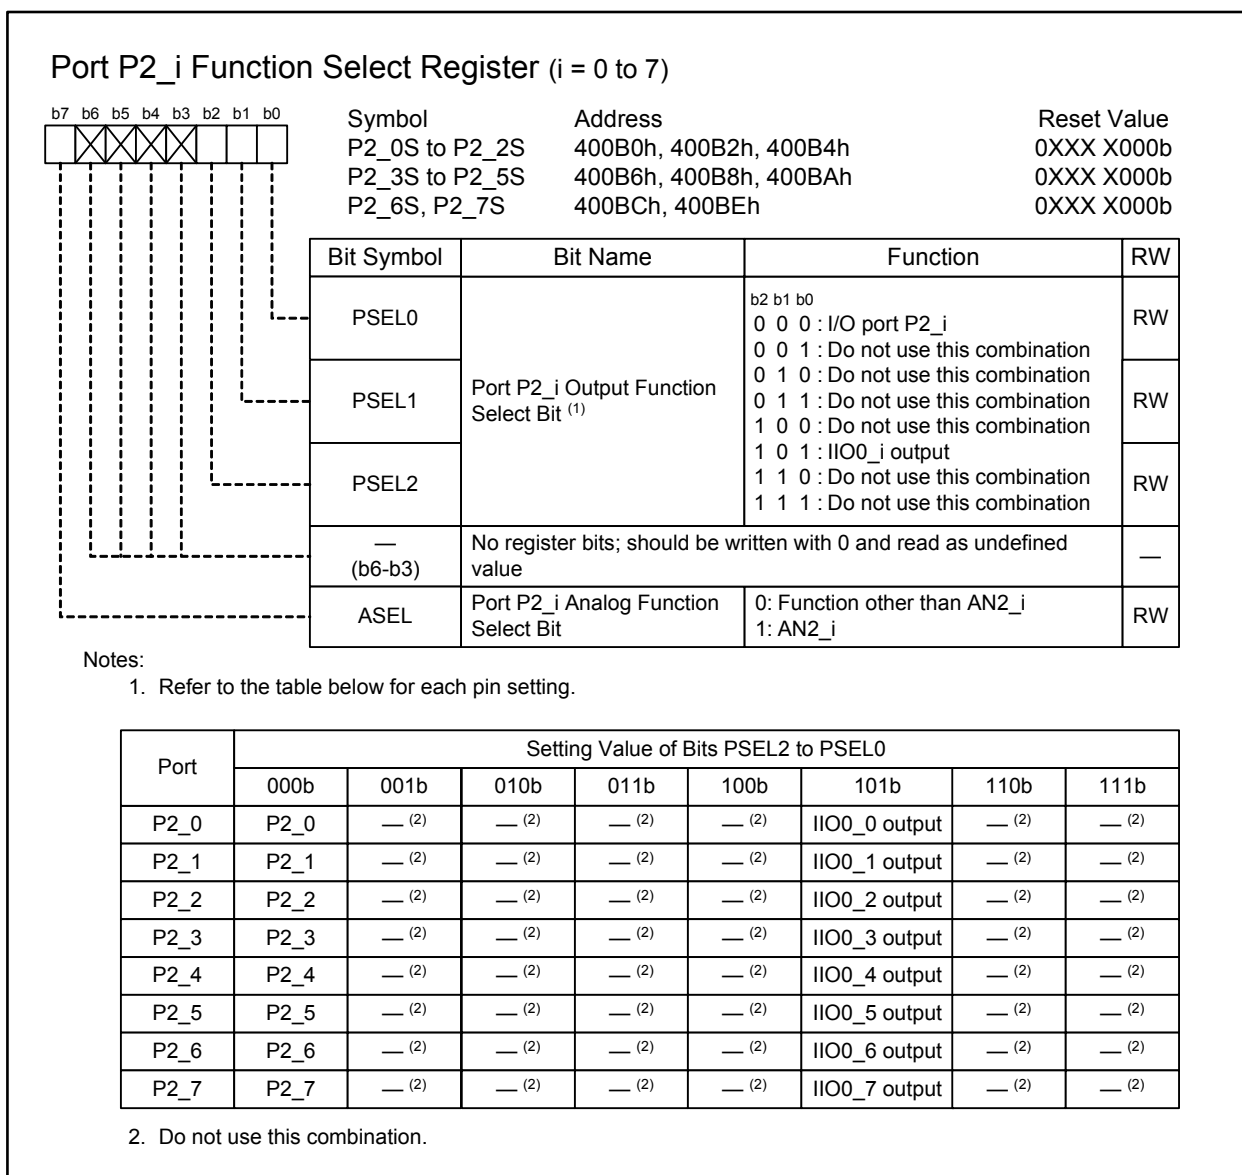 Port P2_i Function Select Register (i = 0 to 7)
b7 b6 b5 b4 b3 b2 b1 b0
Symbol Address Reset Value
P2_0S to P2_2S 400B0h, 400B2h, 400B4h 0XXX X000b
P2_3S to P2_5S 400B6h, 400B8h, 400BAh 0XXX X000b
P2_6S, P2_7S 400BCh, 400BEh 0XXX X000b
Bit Symbol Bit Name Function RW
PSEL0
PSEL1
PSEL2
Port P2_i Output Function
Select Bit (1)
b2 b1 b0
0 0 0 : I/O port P2_i
0 0 1 : Do not use this combination
0 1 0 : Do not use this combination
0 1 1 : Do not use this combination
1 0 0 : Do not use this combination
1 0 1 : IIO0_i output
1 1 0 : Do not use this combination
1 1 1 : Do not use this combination
RW
RW
RW
—
(b6-b3)
No register bits; should be written with 0 and read as undefined
value
—
ASEL
Port P2_i Analog Function
Select Bit
0: Function other than AN2_i
1: AN2_i
RW
Notes:
1. Refer to the table below for each pin setting.
Port
Setting Value of Bits PSEL2 to PSEL0
000b 001b 010b 011b 100b 101b 110b 111b
P2_0 P2_0 — (2) — (2) — (2) — (2) IIO0_0 output — (2) — (2)
P2_1 P2_1 — (2) — (2) — (2) — (2) IIO0_1 output — (2) — (2)
P2_2 P2_2 — (2) — (2) — (2) — (2) IIO0_2 output — (2) — (2)
P2_3 P2_3 — (2) — (2) — (2) — (2) IIO0_3 output — (2) — (2)
P2_4 P2_4 — (2) — (2) — (2) — (2) IIO0_4 output — (2) — (2)
P2_5 P2_5 — (2) — (2) — (2) — (2) IIO0_5 output — (2) — (2)
P2_6 P2_6 — (2) — (2) — (2) — (2) IIO0_6 output — (2) — (2)
P2_7 P2_7 — (2) — (2) — (2) — (2) IIO0_7 output — (2) — (2)
2. Do not use this combination.